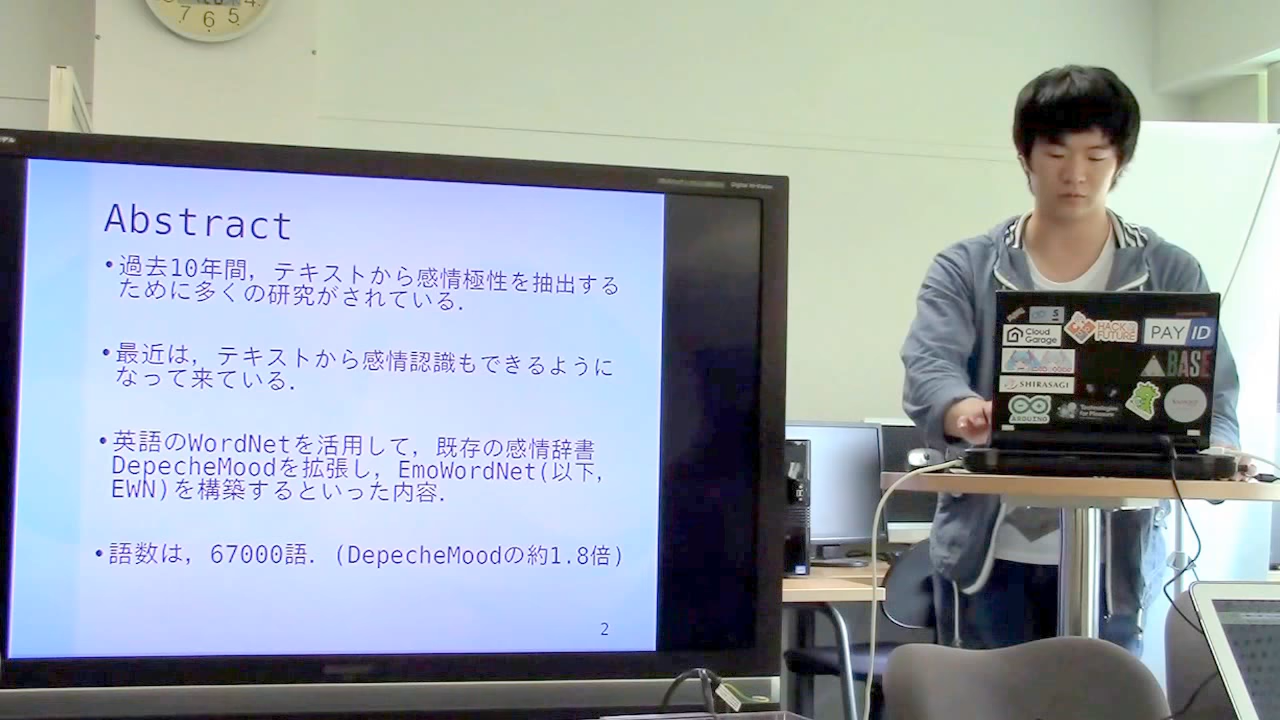 7 6 5 4
Abstract
•過去10年間，テキストから感情極性を抽出する
ために多くの研究がされている．
•最近は，テキストから感情認識もできるように
なって来ている．
•英語のWordNetを活用して，既存の感情辞書
DepecheMoodを拡張し，EmoWordNet(以下，
EWN)を構築するといった内容．
•語数は，67000語．(DepecheMoodの約1.8倍)
2
Cloud
Garage
HACK
FUTURE
PAY ID
BASE
SHIRASAGI
ARDUINO
Technologies
for Pleasure